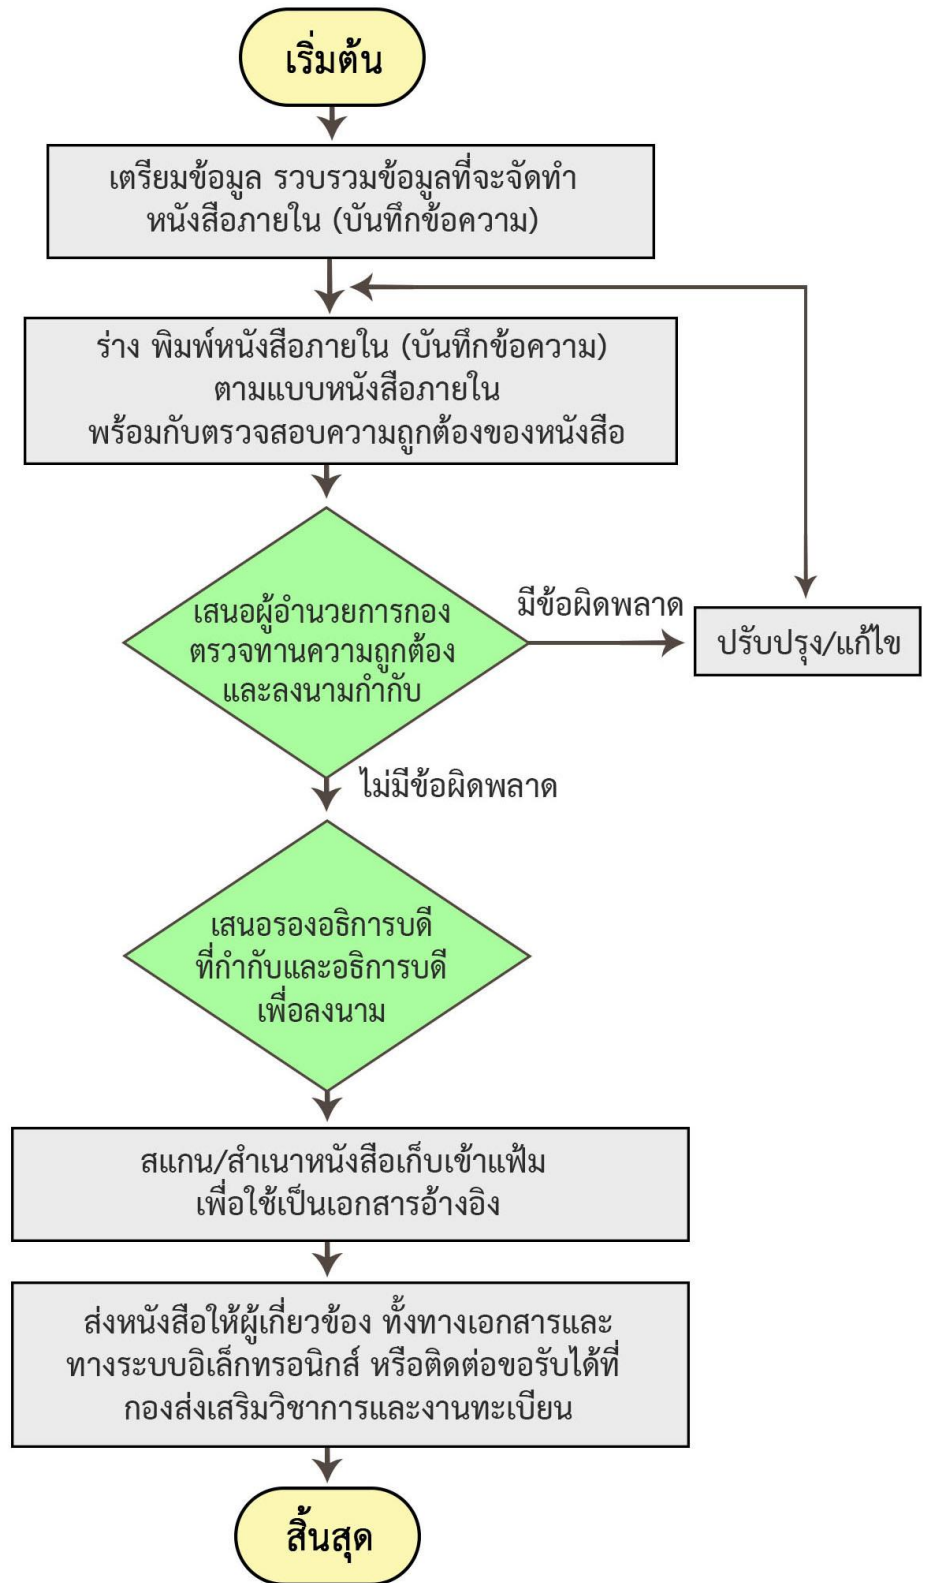 เริ่มต้น
เตรียมข้อมูล รวบรวมข้อมูลที่จะจัดทำ
หนังสือภายใน (บันทึกข้อความ)
ร่าง พิมพ์หนังสือภายใน (บันทึกข้อความ)
ตามแบบหนังสือภายใน
พร้อมกับตรวจสอบความถูกต้องของหนังสือ
เสนอผู้อำนวยการกอง
ตรวจทานความถูกต้อง
และลงนามกำกับ
มีข้อผิดพลาด
ปรับปรุง/แก้ไข
ไม่มีข้อผิดพลาด
เสนอรองอธิการบดี
ที่กำกับและอธิการบดี
เพื่อลงนาม
สแกน/สำเนาหนังสือเก็บเข้าแฟ้ม
เพื่อใช้เป็นเอกสารอ้างอิง
ส่งหนังสือให้ผู้เกี่ยวข้อง ทั้งทางเอกสารและ
ทางระบบอิเล็กทรอนิกส์ หรือติดต่อขอรับได้ที่
กองส่งเสริมวิชาการและงานทะเบียน
สิ้นสุด